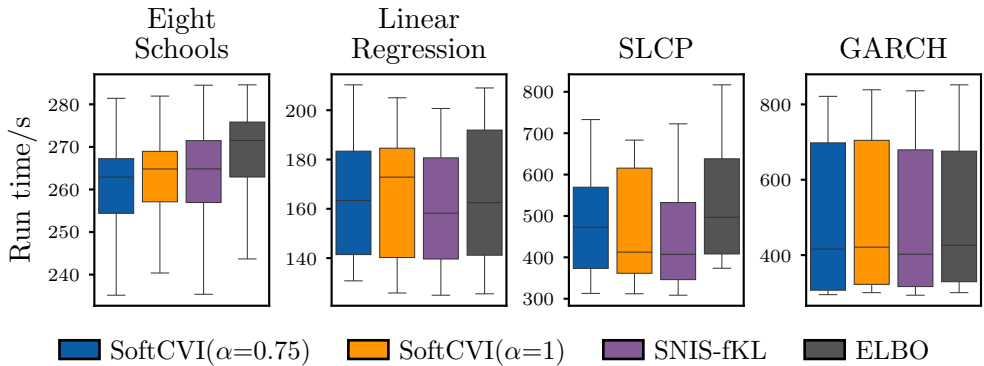 Eight
Schools
Linear
Regression
SLCP
GARCH
Run time/s
280
270
260
250
240
200
180
160
140
800
700
600
500
400
300
800
600
400
SoftCVI(α=0.75)
SoftCVI(α=1)
SNIS-fKL
ELBO